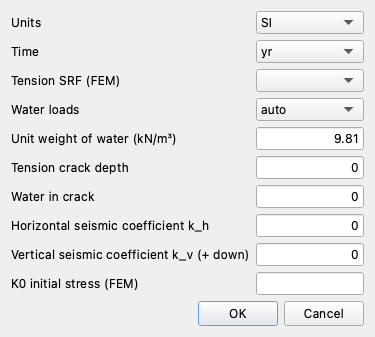 Units SI
Time yr
Tension SRF (FEM)
Water loads auto
Unit weight of water (kN/m³) 9.81
Tension crack depth 0
Water in crack 0
Horizontal seismic coefficient k_h 0
Vertical seismic coefficient k_v (+ down) 0
K0 initial stress (FEM)
OK Cancel